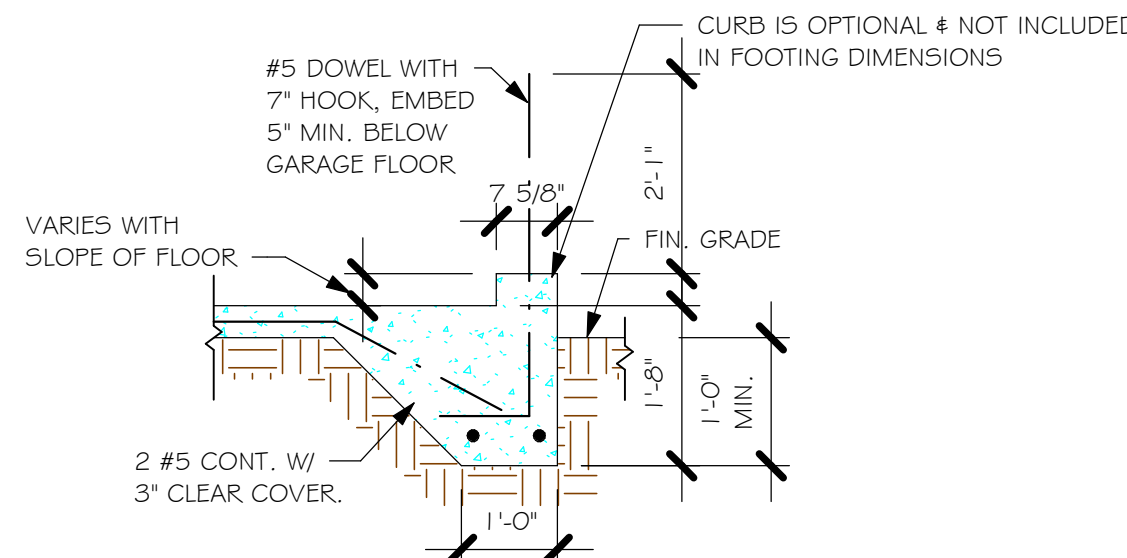 CURB IS OPTIONAL & NOT INCLUDED
IN FOOTING DIMENSIONS
#5 DOWEL WITH
7" HOOK, EMBED
5" MIN. BELOW
GARAGE FLOOR
2'-1"
7 5/8"
VARIES WITH
SLOPE OF FLOOR
FIN. GRADE
1'-8"
1'-0"
MIN.
2 #5 CONT. W/
3" CLEAR COVER.
1'-0"